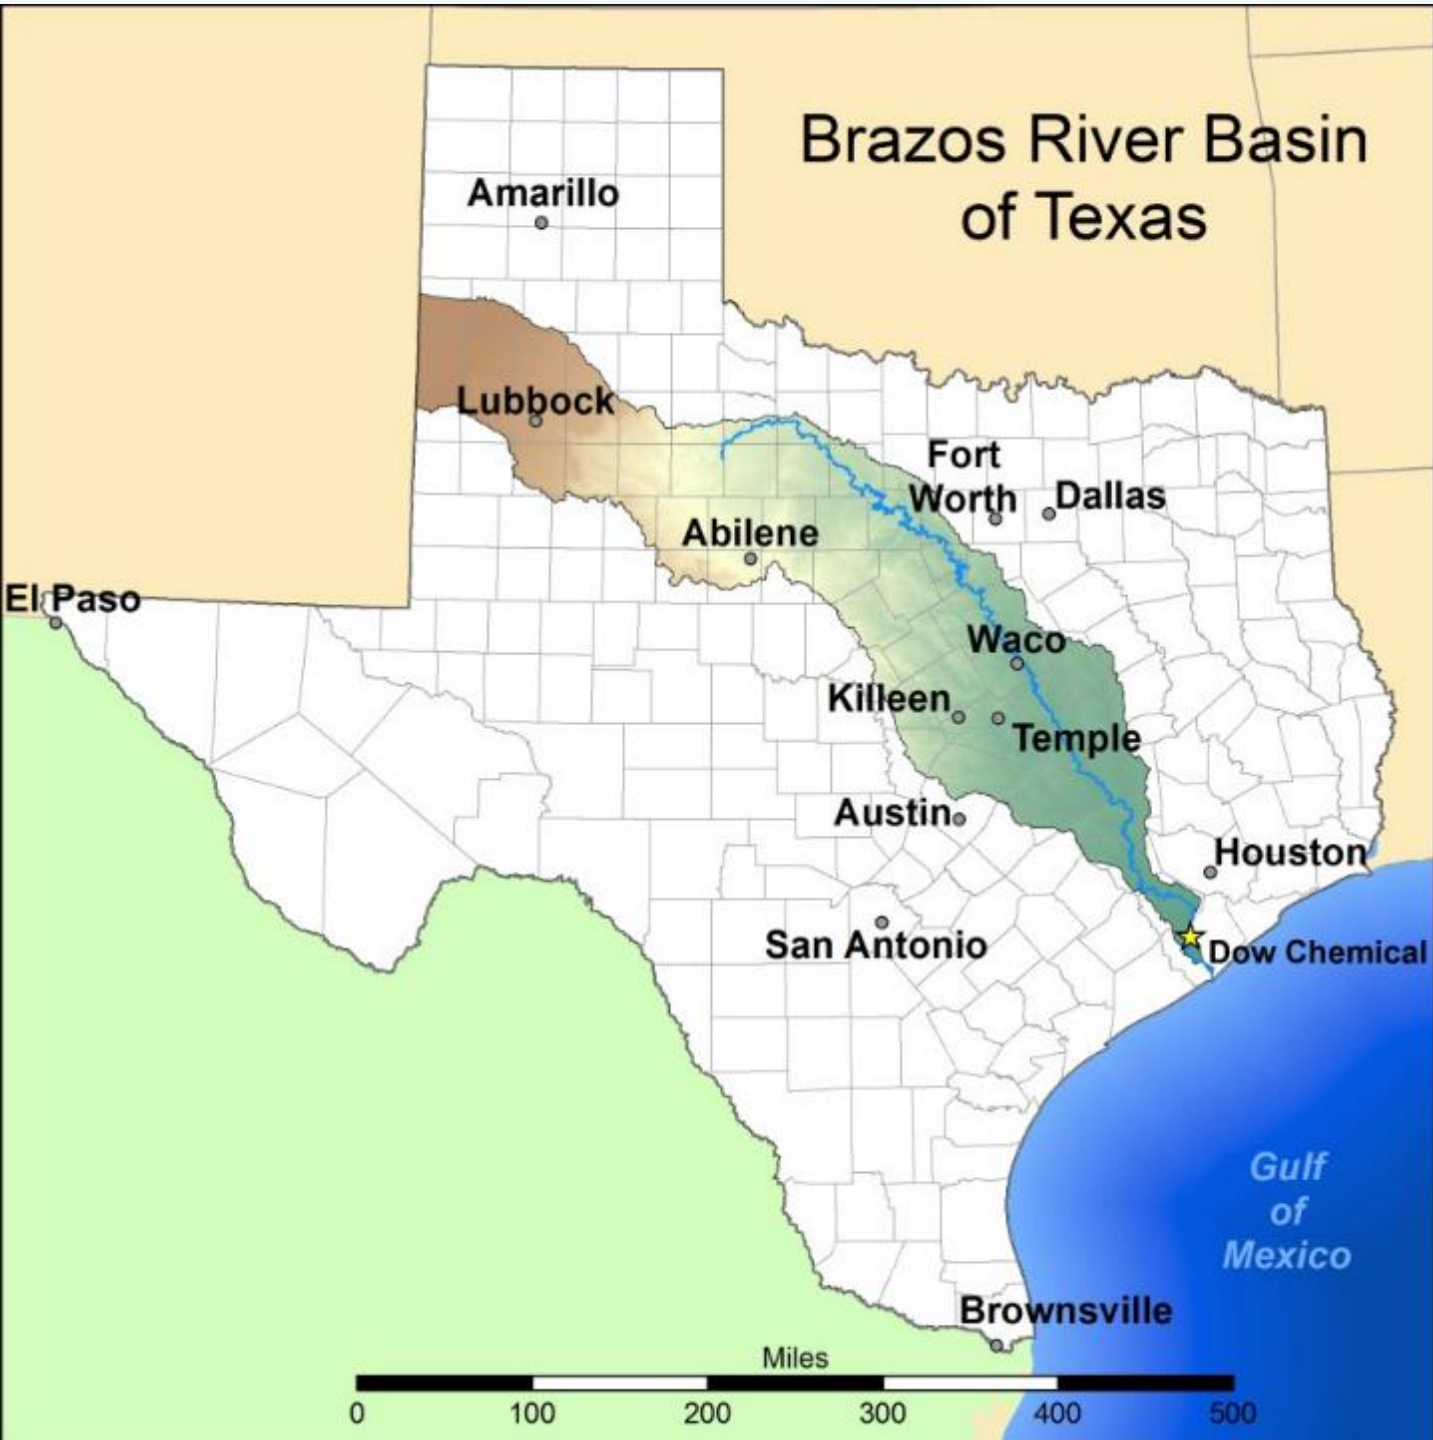 Brazos River Basin
of Texas
Amarillo
Lubbock
Fort
Worth
Dallas
Abilene
El Paso
Waco
Killeen
Temple
Austin
Houston
San Antonio
Dow Chemical
Gulf
of
Mexico
Brownsville
Miles
0 100 200 300 400 500